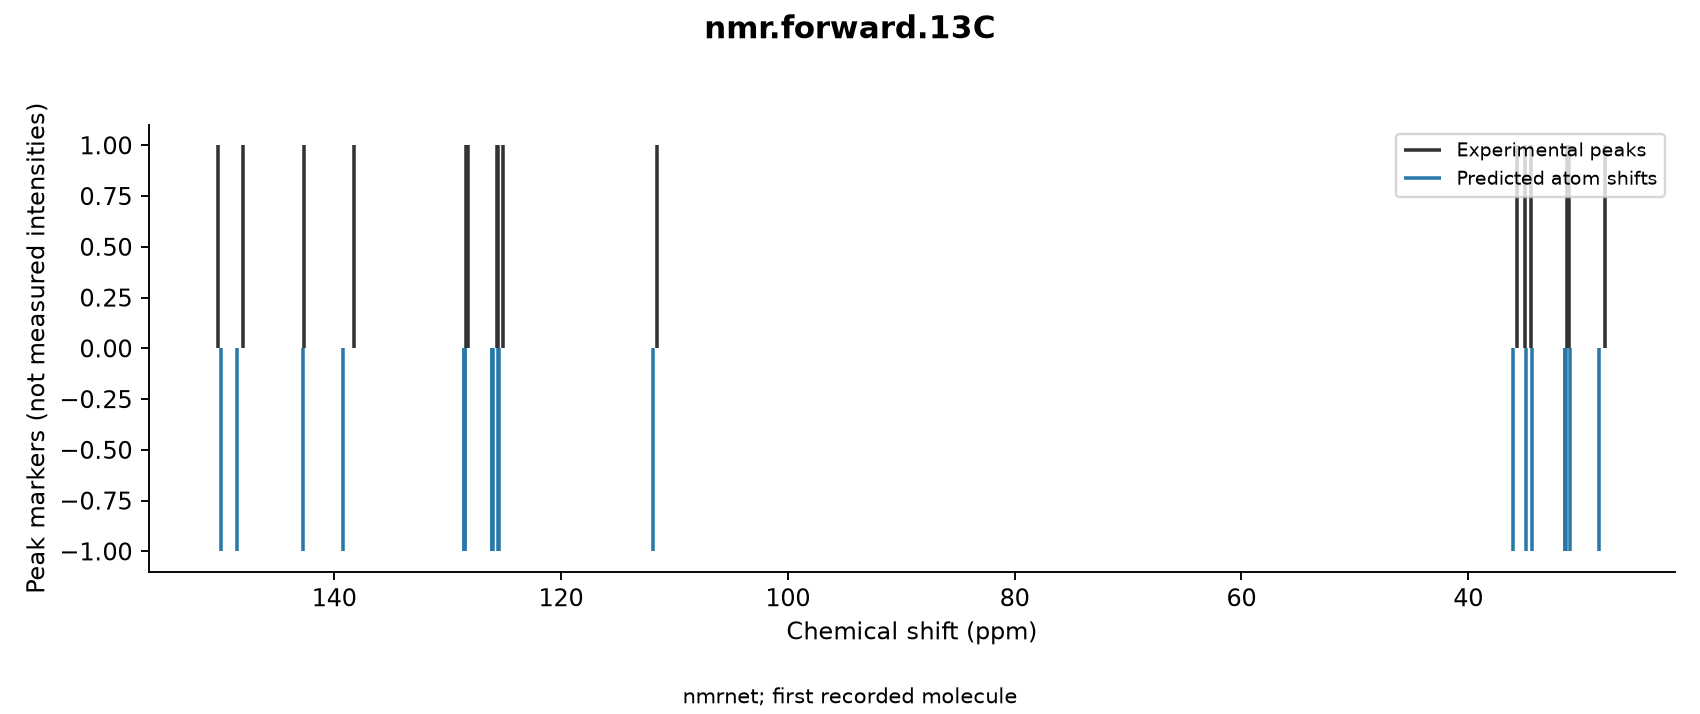 nmr.forward.13C
Peak markers (not measured intensities)
1.00
0.75
0.50
0.25
0.00
−0.25
−0.50
−0.75
−1.00
Experimental peaks
Predicted atom shifts
140 120 100 80 60 40
Chemical shift (ppm)
nmrnet; first recorded molecule